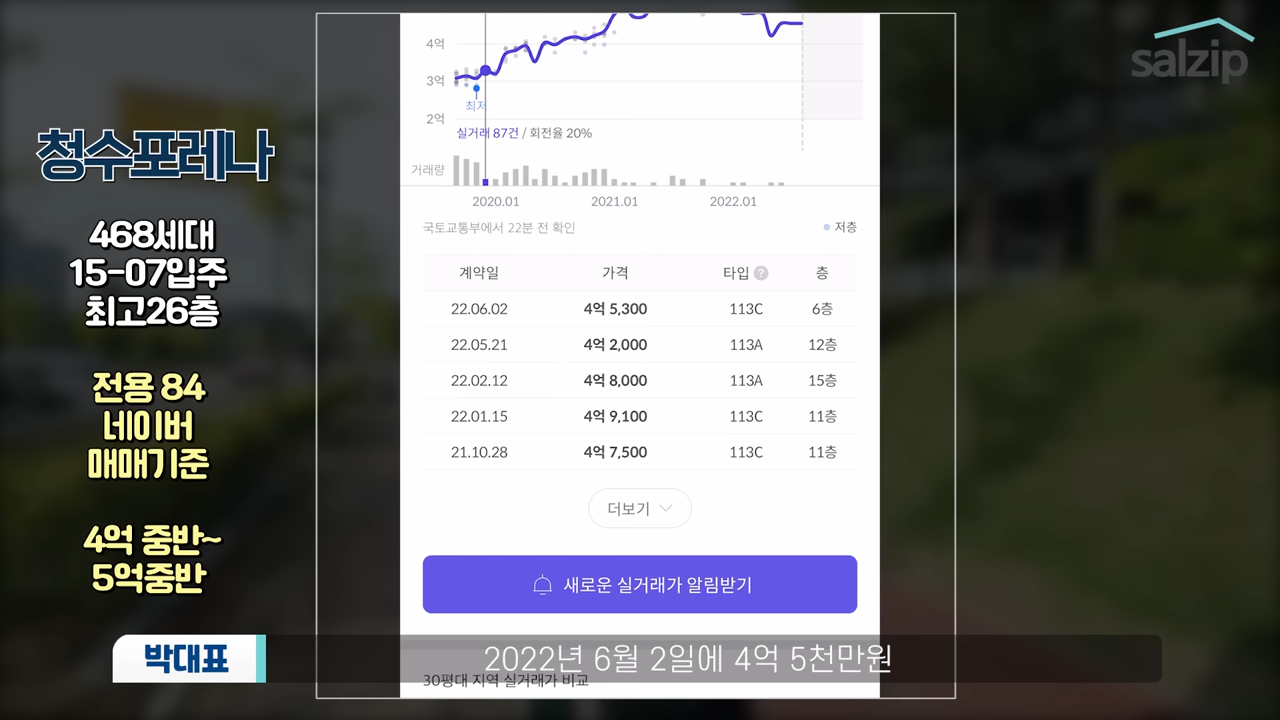 salzip
청수포레나
468세대
15-07입주
최고26층
전용 84
네이버
매매기준
4억 중반~
5억중반
4억
3억
2억
최저
실거래 87건 / 회전율 20%
거래량
2020.01 2021.01 2022.01
국토교통부에서 22분 전 확인 저층
계약일 가격 타입 ? 층
22.06.02 4억 5,300 113C 6층
22.05.21 4억 2,000 113A 12층
22.02.12 4억 8,000 113A 15층
22.01.15 4억 9,100 113C 11층
21.10.28 4억 7,500 113C 11층
더보기
새로운 실거래가 알림받기
박대표 2022년 6월 2일에 4억 5천만원
30평대 지역 실거래가 비교